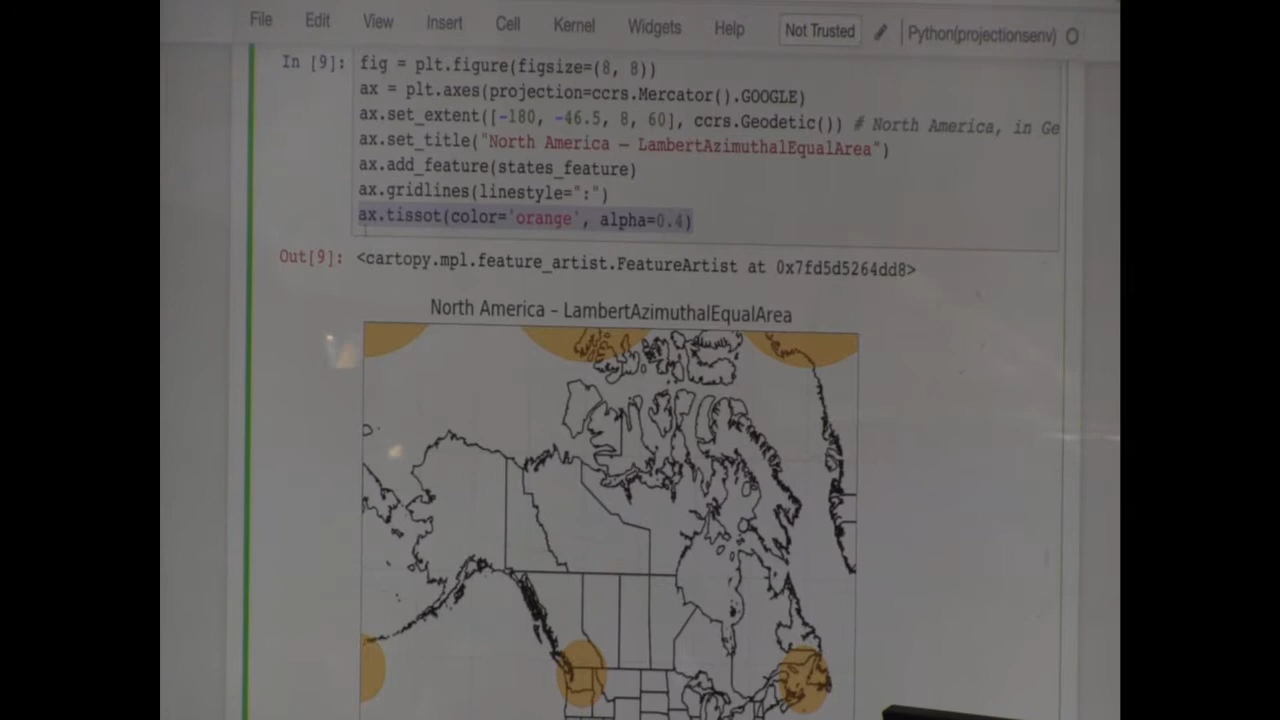 File Edit View Insert Cell Kernel Widgets Help Not Trusted Python(projectionsenv)
In [9]: fig = plt.figure(figsize=(8, 8))
ax = plt.axes(projection=ccrs.Mercator().GOOGLE)
ax.set_extent([-180, -46.5, 8, 60], ccrs.Geodetic()) # North America, in Ge
ax.set_title("North America – LambertAzimuthalEqualArea")
ax.add_feature(states_feature)
ax.gridlines(linestyle=":")
ax.tissot(color='orange', alpha=0.4)
Out[9]: <cartopy.mpl.feature_artist.FeatureArtist at 0x7fd5d5264dd8>
North America – LambertAzimuthalEqualArea